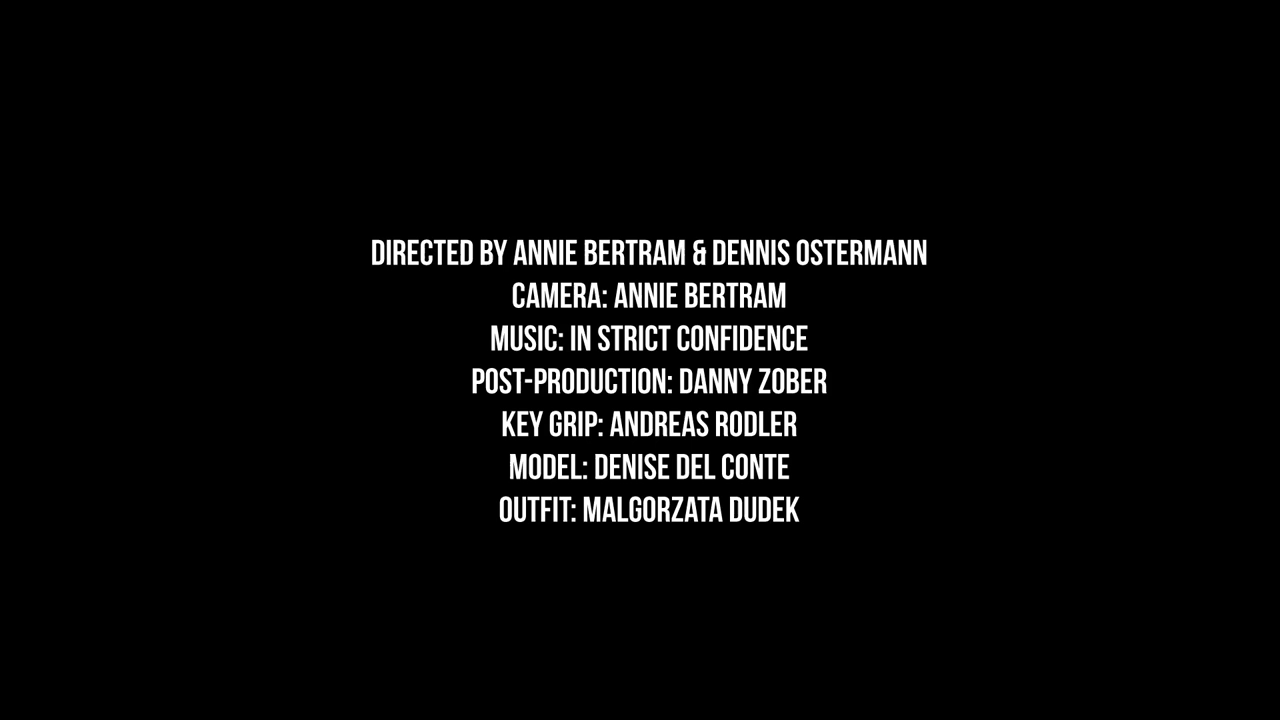 DIRECTED BY ANNIE BERTRAM & DENNIS OSTERMANN
CAMERA: ANNIE BERTRAM
MUSIC: IN STRICT CONFIDENCE
POST-PRODUCTION: DANNY ZOBER
KEY GRIP: ANDREAS RODLER
MODEL: DENISE DEL CONTE
OUTFIT: MALGORZATA DUDEK